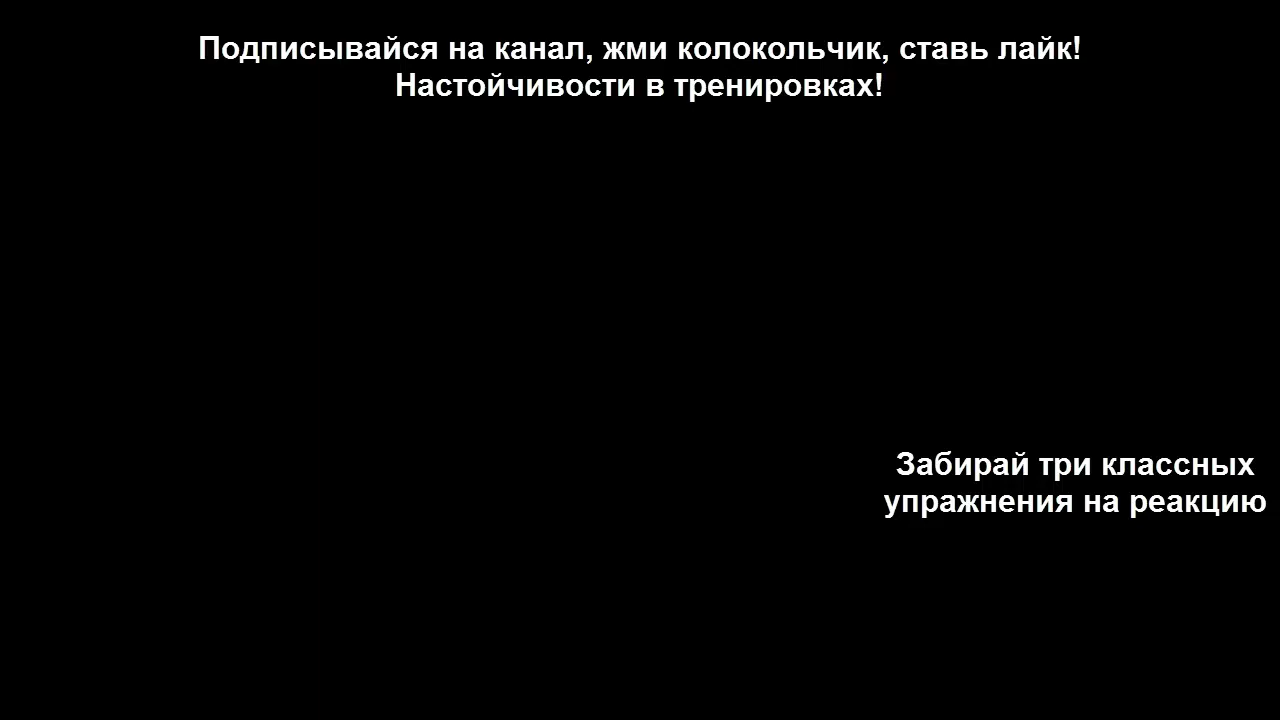 Подписывайся на канал, жми колокольчик, ставь лайк!
Настойчивости в тренировках!
Забирай три классных
упражнения на реакцию